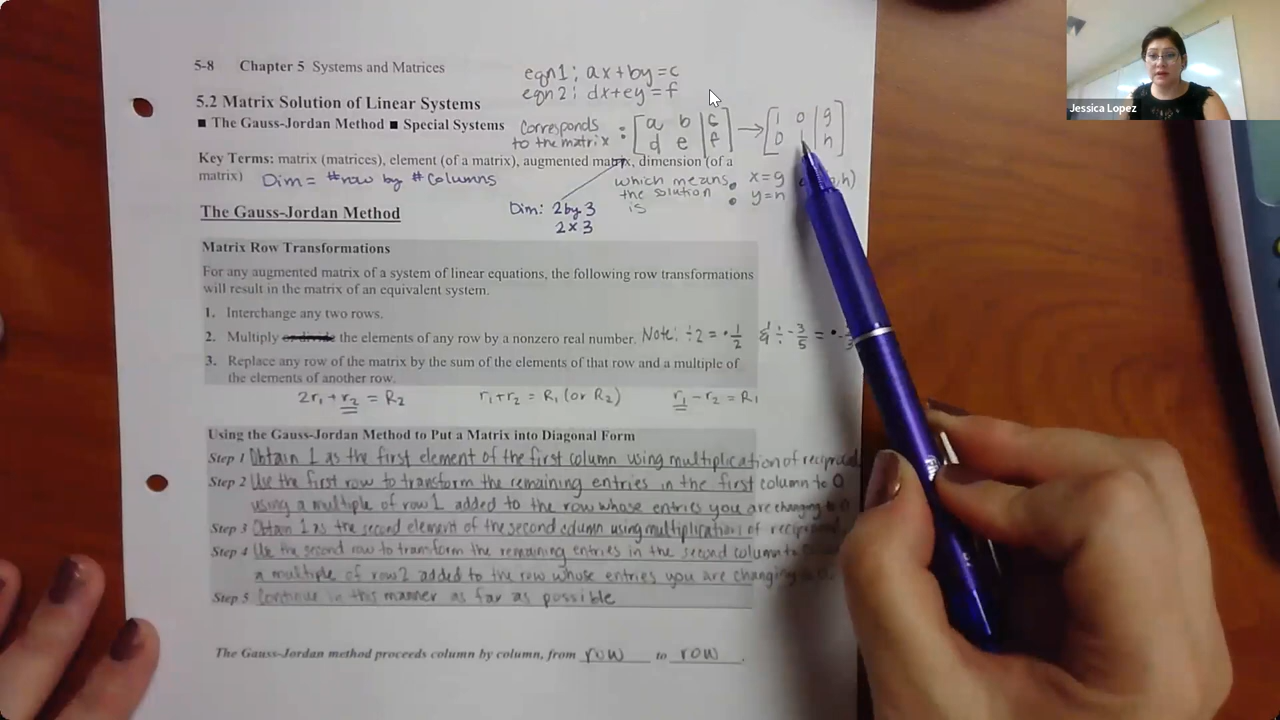 Jessica Lopez
5-8 Chapter 5 Systems and Matrices
eqn1: ax+by=c
eqn2: dx+ey=f
5.2 Matrix Solution of Linear Systems
■ The Gauss-Jordan Method ■ Special Systems
Corresponds to the matrix : [a b | c → [1 0 | g
d e | f] 0 1 | h]
Key Terms: matrix (matrices), element (of a matrix), augmented matrix, dimension (of a
matrix) Dim = #row by #columns
which means the solution is : x=g
: y=h
Dim: 2 by 3
2×3
The Gauss-Jordan Method
Matrix Row Transformations
For any augmented matrix of a system of linear equations, the following row transformations
will result in the matrix of an equivalent system.
1. Interchange any two rows.
2. Multiply or divide the elements of any row by a nonzero real number. Note: ÷2 = ·1/2 & ÷-3/5 = ·-
3. Replace any row of the matrix by the sum of the elements of that row and a multiple of
the elements of another row.
2r₁+r₂ = R₂ r₁+r₂ = R₁ (or R₂) r₁-r₂ = R₁
Using the Gauss-Jordan Method to Put a Matrix into Diagonal Form
Step 1 Obtain 1 as the first element of the first column using multiplication of
Step 2 Use the first row to transform the remaining entries in the first column to 0
using a multiple of row 1 added to the row whose entries you are changing to 0
Step 3 Obtain 1 as the second element of the second column using multiplication of
Step 4 Use the second row to transform the remaining entries in the second column to
a multiple of row 2 added to the row whose entries you are changing
Step 5 Continue in this manner as far as possible
The Gauss-Jordan method proceeds column by column, from row to row.